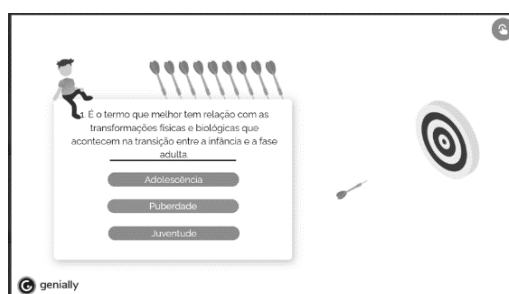 1. É o termo que melhor tem relação com as
transformações físicas e biológicas que
acontecem na transição entre a infância e a fase
adulta.
Adolescência
Puberdade
Juventude
genially